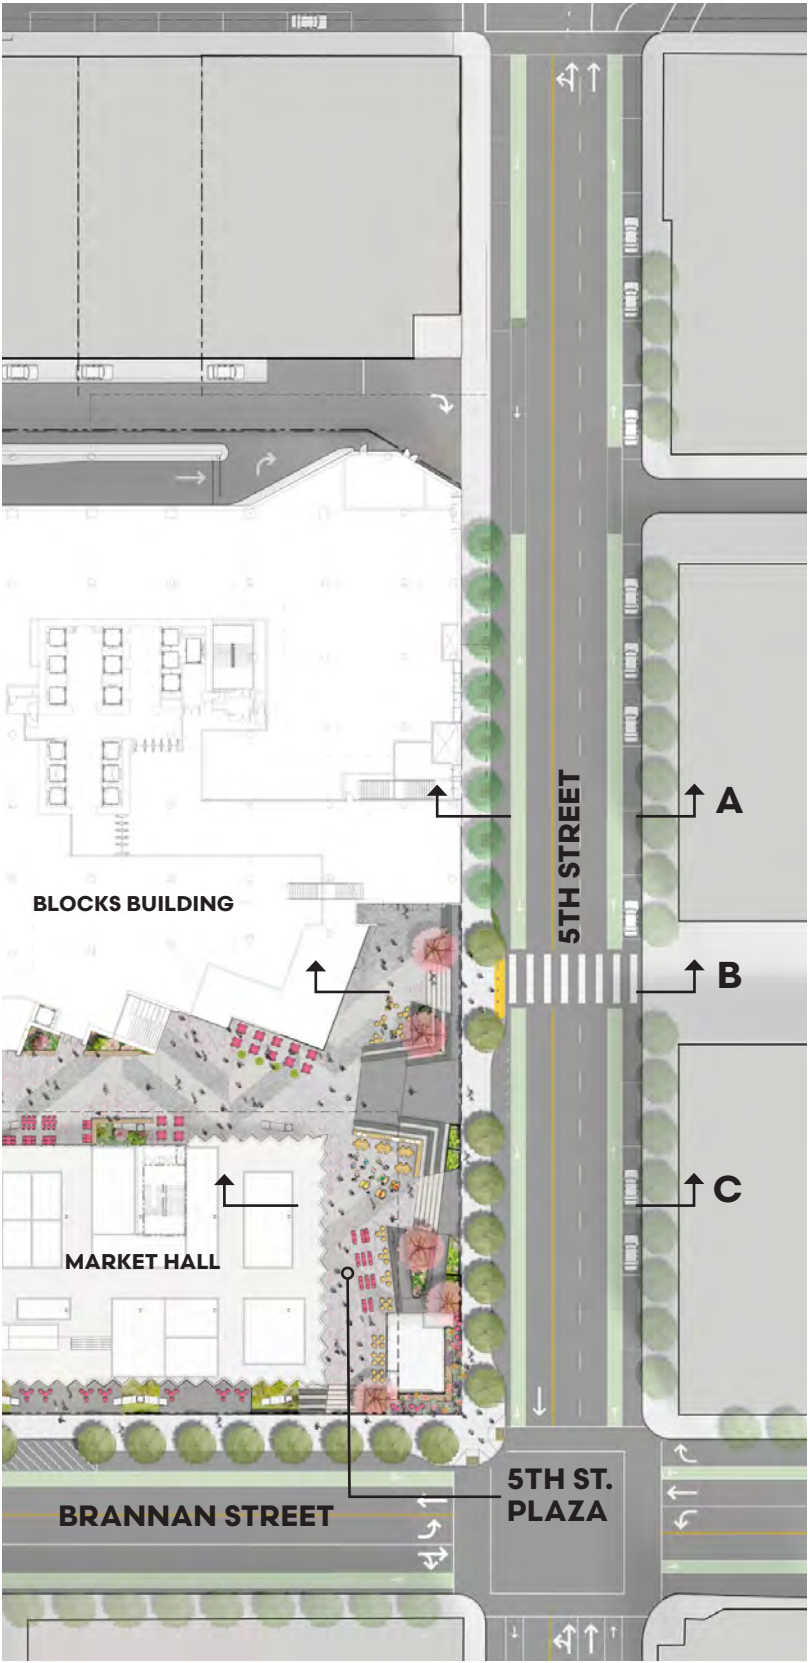 A
5TH STREET
BLOCKS BUILDING
B
C
MARKET HALL
5TH ST.
PLAZA
BRANNAN STREET